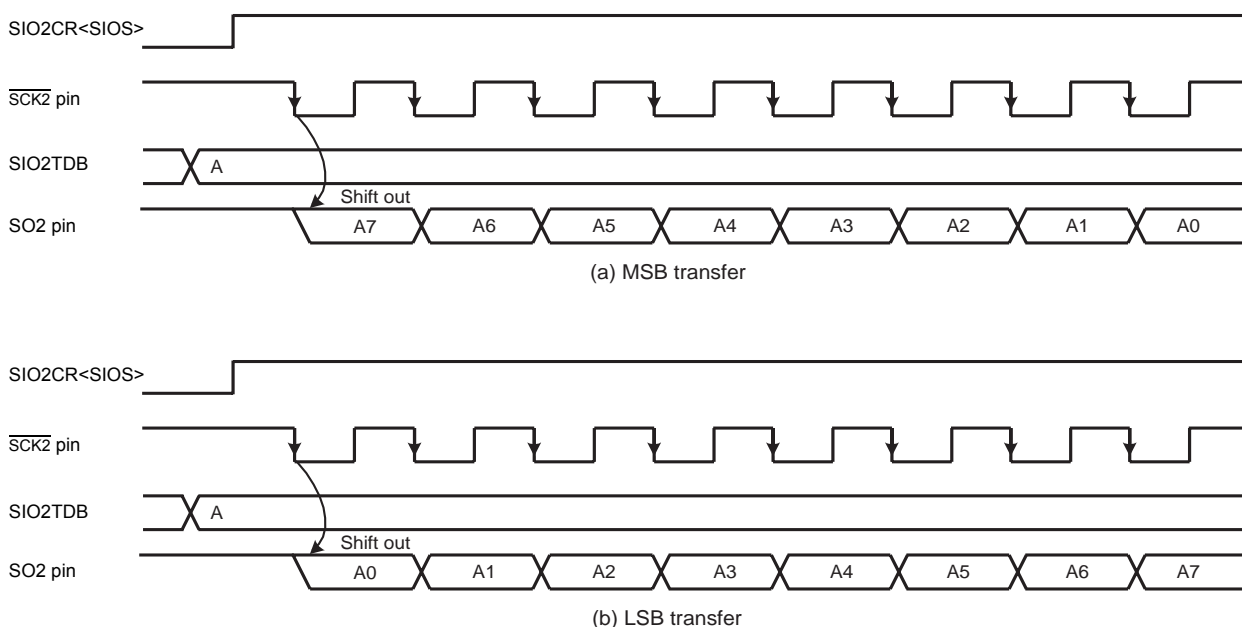 SIO2CR<SIOS>
SCK2 pin
SIO2TDB
A
Shift out
SO2 pin
A7 A6 A5 A4 A3 A2 A1 A0
(a) MSB transfer
SIO2CR<SIOS>
SCK2 pin
SIO2TDB
A
Shift out
SO2 pin
A0 A1 A2 A3 A4 A5 A6 A7
(b) LSB transfer